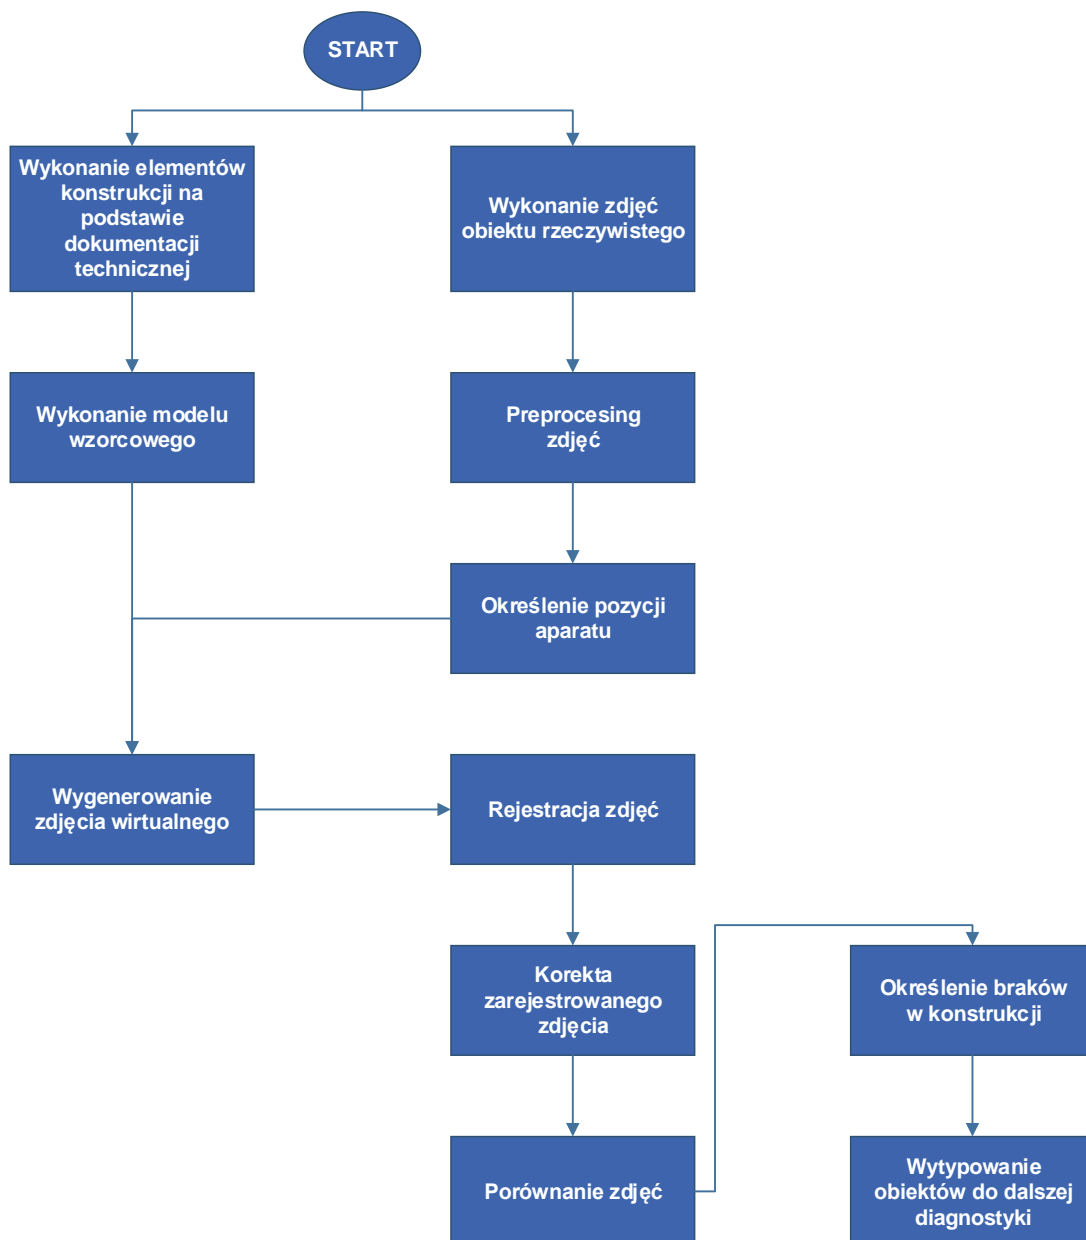 START
Wykonanie elementów
konstrukcji na
podstawie
dokumentacji
technicznej
Wykonanie zdjęć
obiektu rzeczywistego
Wykonanie modelu
wzorcowego
Preprocesing
zdjęć
Określenie pozycji
aparatu
Wygenerowanie
zdjęcia wirtualnego
Rejestracja zdjęć
Korekta
zarejestrowanego
zdjęcia
Określenie braków
w konstrukcji
Porównanie zdjęć
Wytypowanie
obiektów do dalszej
diagnostyki